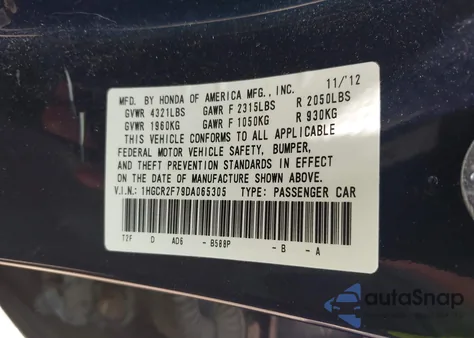 MFD. BY HONDA OF AMERICA MFG., INC. 11/'12
GVWR 4321LBS GAWR F 2315LBS R 2050LBS
GVWR 1960KG GAWR F 1050KG R 930KG
THIS VEHICLE CONFORMS TO ALL APPLICABLE
FEDERAL MOTOR VEHICLE SAFETY, BUMPER,
AND THEFT PREVENTION STANDARDS IN EFFECT
ON THE DATE OF MANUFACTURE SHOWN ABOVE.
V.I.N: 1HGCR2F79DA065305 TYPE: PASSENGER CAR
T2F D AD6 -B588P -B -A
autoSnap